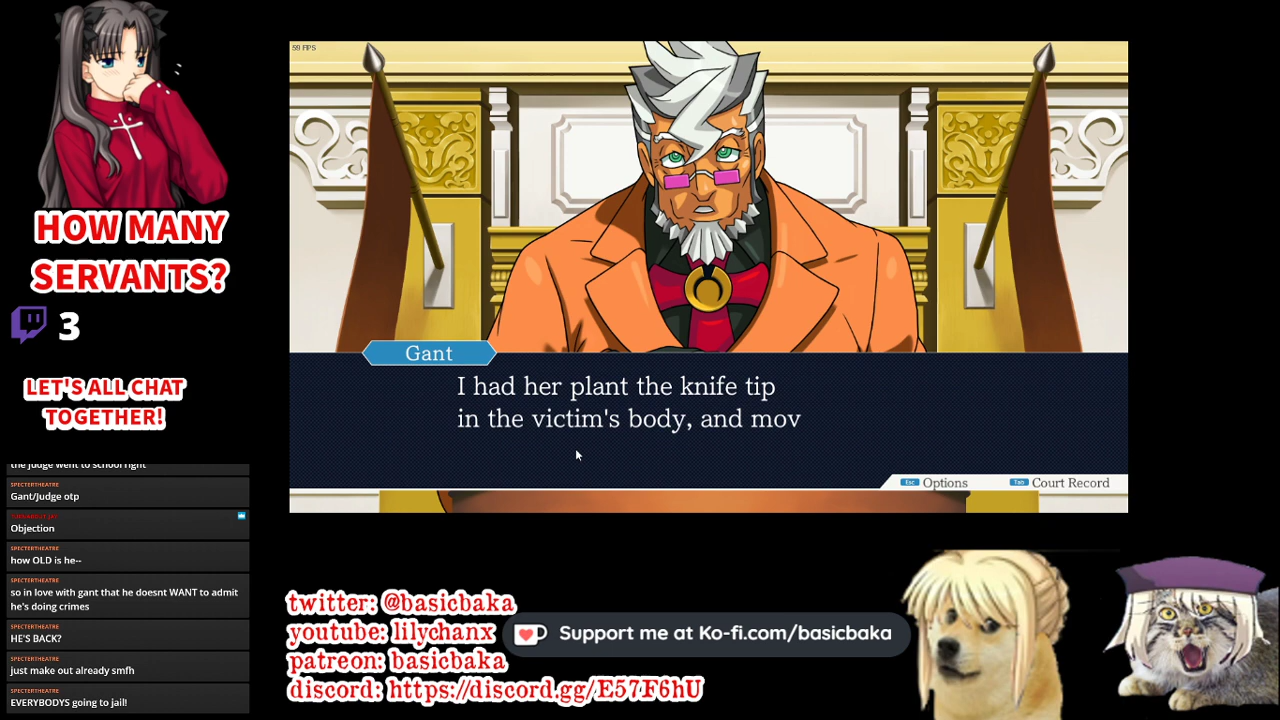 HOW MANY
SERVANTS?
3
LET'S ALL CHAT
TOGETHER!
the judge went to school right
SPECTERTHEATRE
Gant/Judge otp
Objection
SPECTERTHEATRE
how OLD is he--
SPECTERTHEATRE
so in love with gant that he doesnt WANT to admit
he's doing crimes
SPECTERTHEATRE
HE'S BACK?
SPECTERTHEATRE
just make out already smfh
SPECTERTHEATRE
EVERYBODYS going to jail!
59 FPS
Gant
I had her plant the knife tip
in the victim's body, and mov
Esc Options
Tab Court Record
twitter: @basicbaka
youtube: lilychanx
patreon: basicbaka
discord: https://discord.gg/E57F6hU
Support me at Ko-fi.com/basicbaka